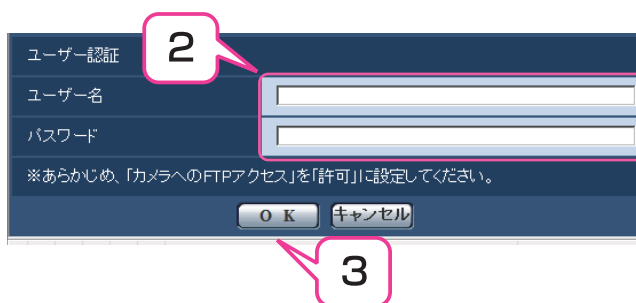 ユーザー認証
2
ユーザー名
パスワード
※あらかじめ、「カメラへのFTPアクセス」を「許可」に設定してください。
O K キャンセル
3